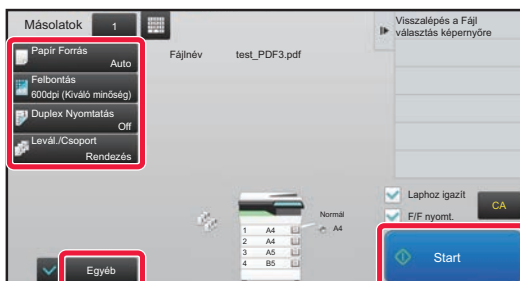 Másolatok 1
Papír Forrás
Auto
Felbontás
600dpi (Kiváló minőség)
Duplex Nyomtatás
Off
Levál./Csoport
Rendezés
Egyéb
Fájlnév test_PDF3.pdf
Normál
A4
1 A4
2 A4
3 A5
4 B5
Visszalépés a Fájl
választás képernyőre
Laphoz igazít
F/F nyomt.
CA
Start